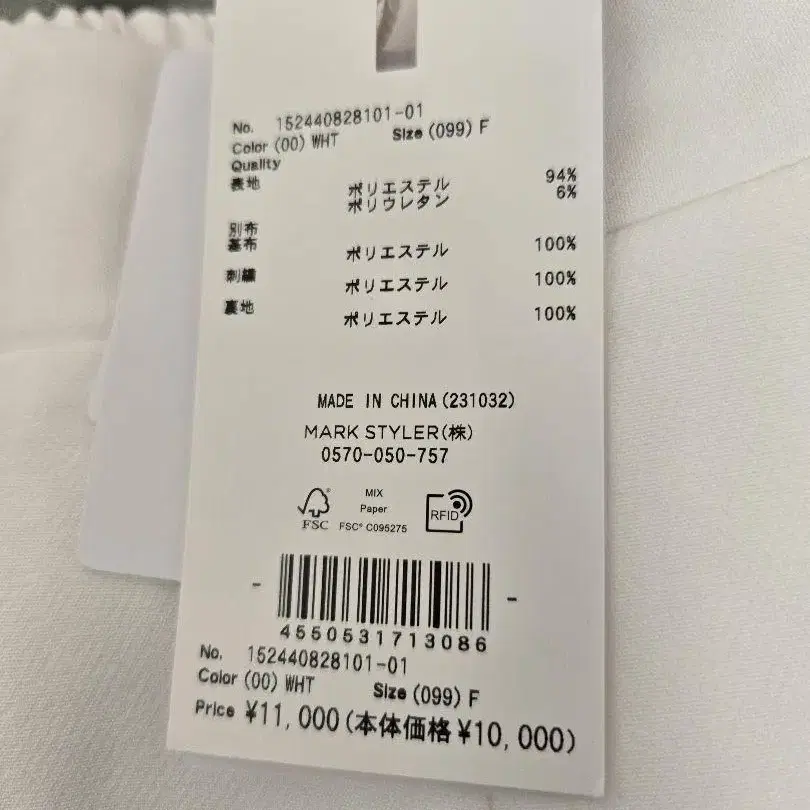 No. 152440828101-01
Color (00) WHT Size (099) F
Quality
表地 ポリエステル 94%
ポリウレタン 6%
別布
基布 ポリエステル 100%
刺繍 ポリエステル 100%
裏地 ポリエステル 100%
MADE IN CHINA(231032)
MARK STYLER(株)
0570-050-757
FSC
MIX
Paper
FSC® C095275
RFID
4550531713086
No. 152440828101-01
Color (00) WHT Size (099) F
Price ¥11,000(本体価格¥10,000)